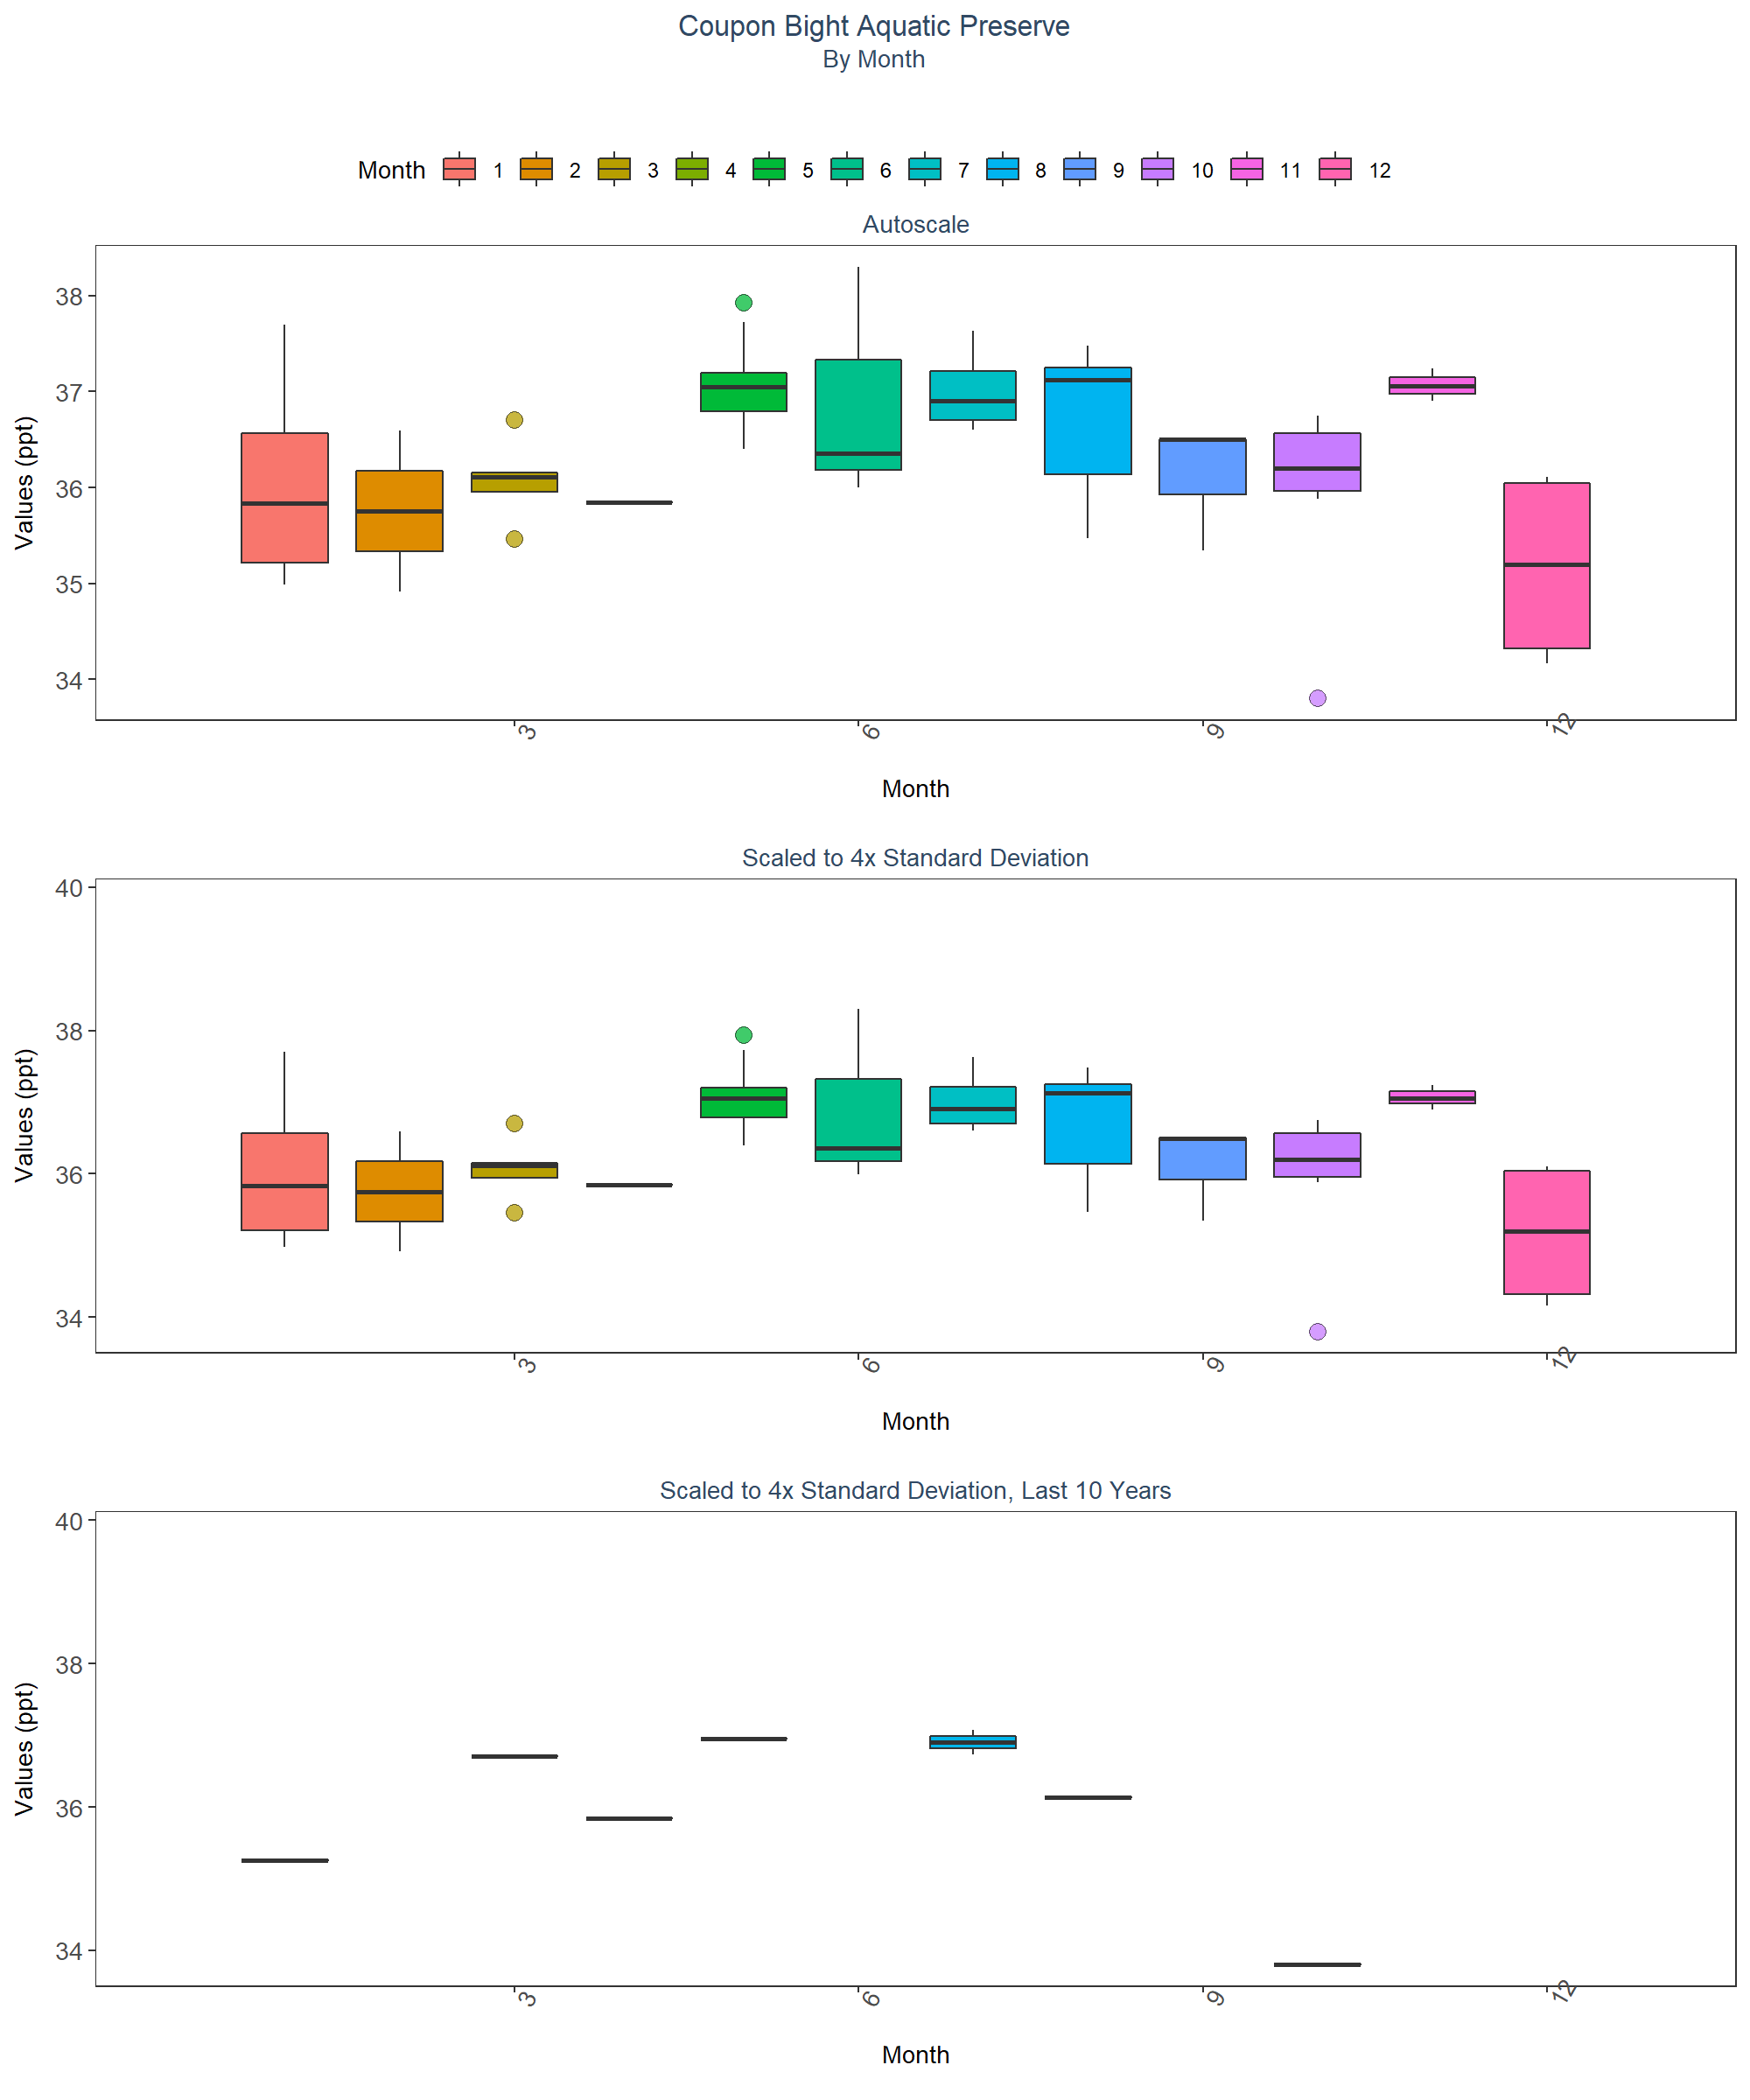 Coupon Bight Aquatic Preserve
By Month
Month 1 2 3 4 5 6 7 8 9 10 11 12
Autoscale
38
37
36
35
34
Values (ppt)
3 6 9 12
Month
Scaled to 4x Standard Deviation
40
38
36
34
Values (ppt)
3 6 9 12
Month
Scaled to 4x Standard Deviation, Last 10 Years
40
38
36
34
Values (ppt)
3 6 9 12
Month